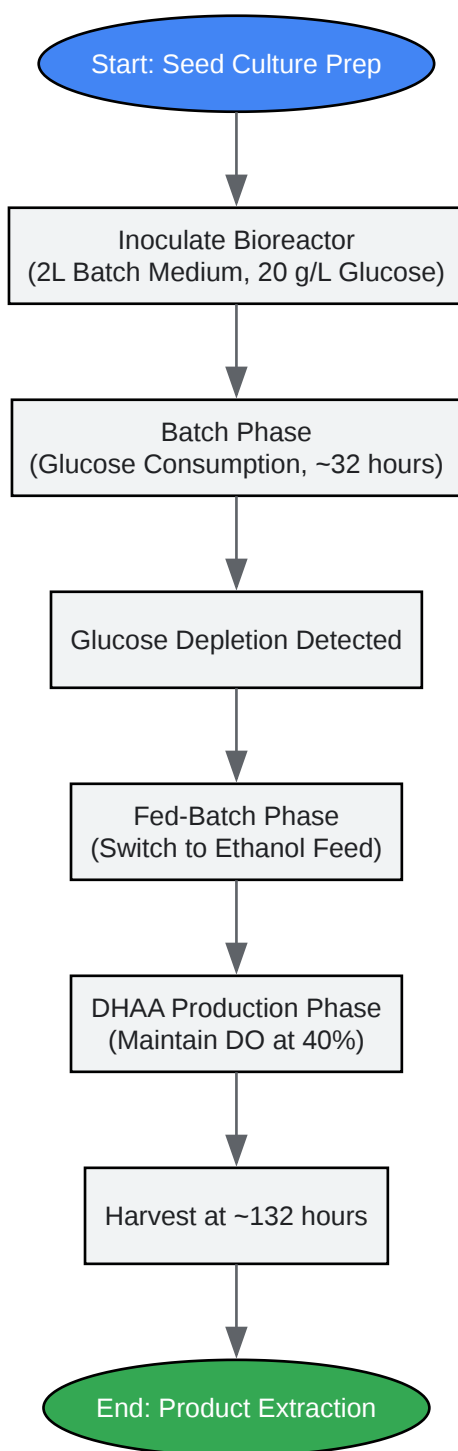 Start: Seed Culture Prep
Inoculate Bioreactor
(2L Batch Medium, 20 g/L Glucose)
Batch Phase
(Glucose Consumption, ~32 hours)
Glucose Depletion Detected
Fed-Batch Phase
(Switch to Ethanol Feed)
DHAA Production Phase
(Maintain DO at 40%)
Harvest at ~132 hours
End: Product Extraction